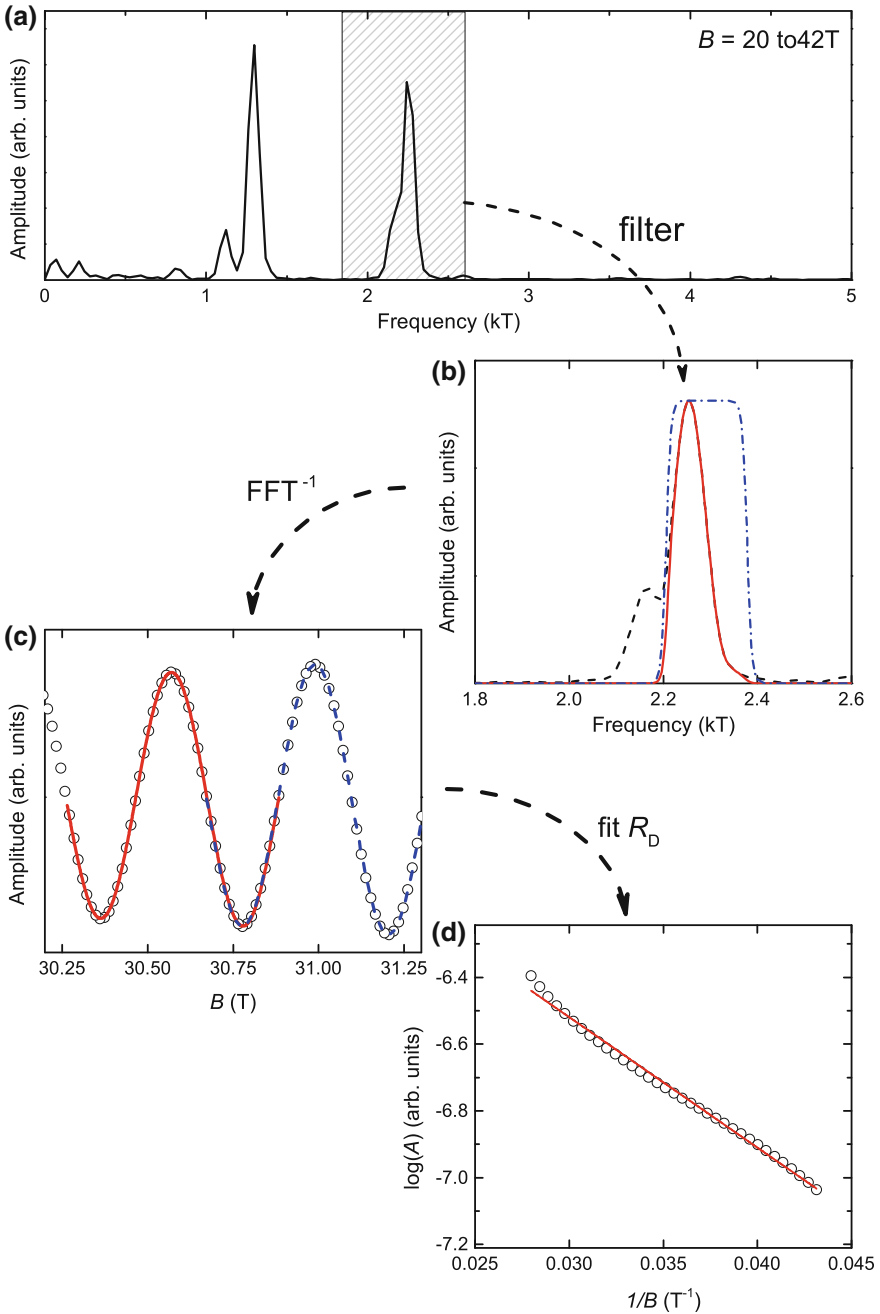 (a)
B = 20 to42T
Amplitude (arb. units)
0 1 2 3 4 5
Frequency (kT)
filter
(b)
Amplitude (arb. units)
1.8 2.0 2.2 2.4 2.6
Frequency (kT)
FFT-1
(c)
Amplitude (arb. units)
30.25 30.50 30.75 31.00 31.25
B (T)
fit RD
(d)
log(A) (arb. units)
-6.4
-6.6
-6.8
-7.0
-7.2
0.025 0.030 0.035 0.040 0.045
1/B (T-1)